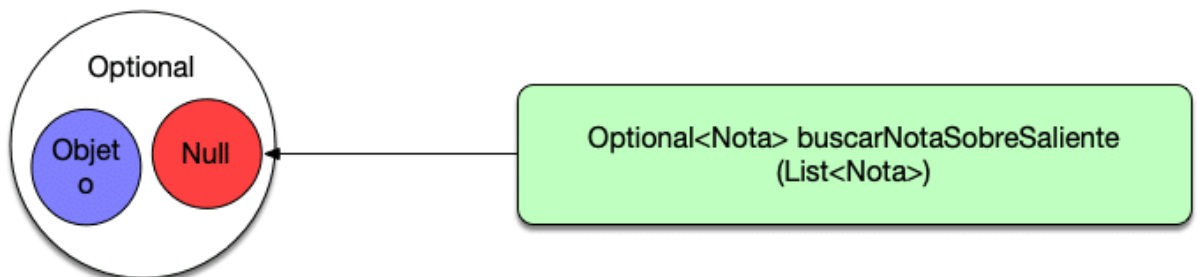 Optional
Objet
o
Null
Optional<Nota> buscarNotaSobreSaliente
(List<Nota>)